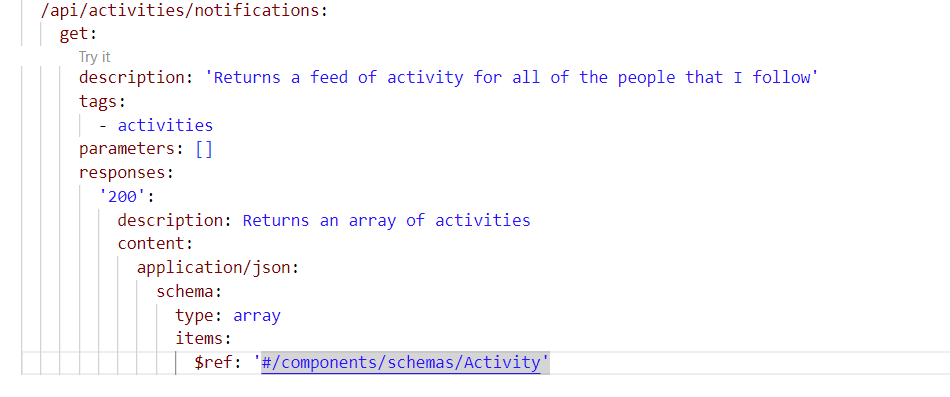 /api/activities/notifications:
get:
Try it
description: 'Returns a feed of activity for all of the people that I follow'
tags:
- activities
parameters: []
responses:
'200':
description: Returns an array of activities
content:
application/json:
schema:
type: array
items:
$ref: '#/components/schemas/Activity'